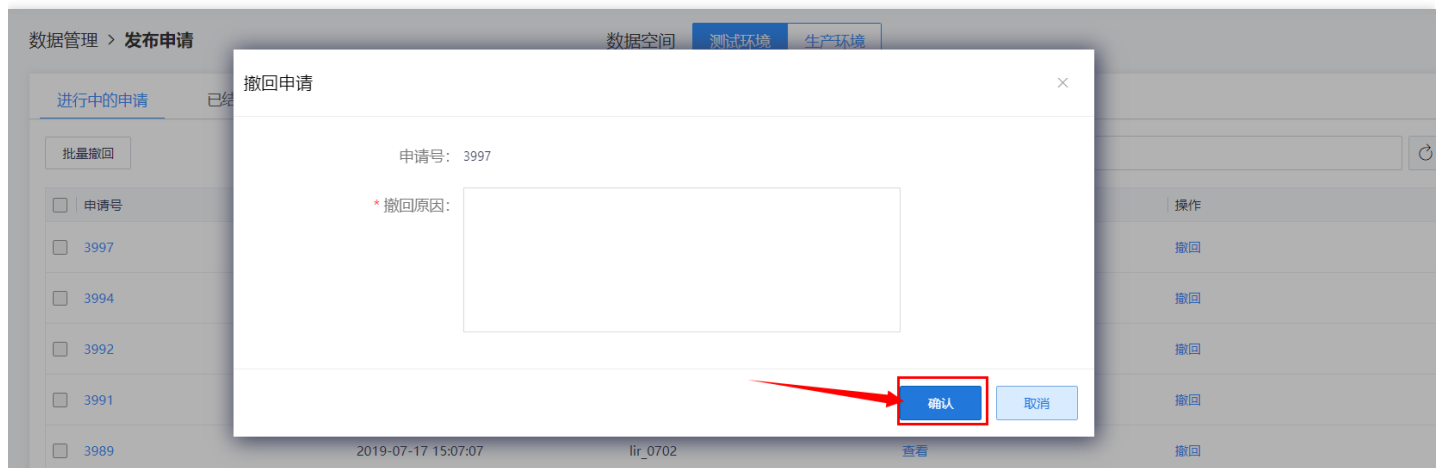 数据管理 > 发布申请 数据空间 测试环境 生产环境
撤回申请
进行中的申请 已结
批量撤回
申请号: 3997
申请号 操作
* 撤回原因:
3997 撤回
3994 撤回
3992 撤回
3991 撤回
确认 取消
3989 2019-07-17 15:07:07 lir_0702 查看 撤回